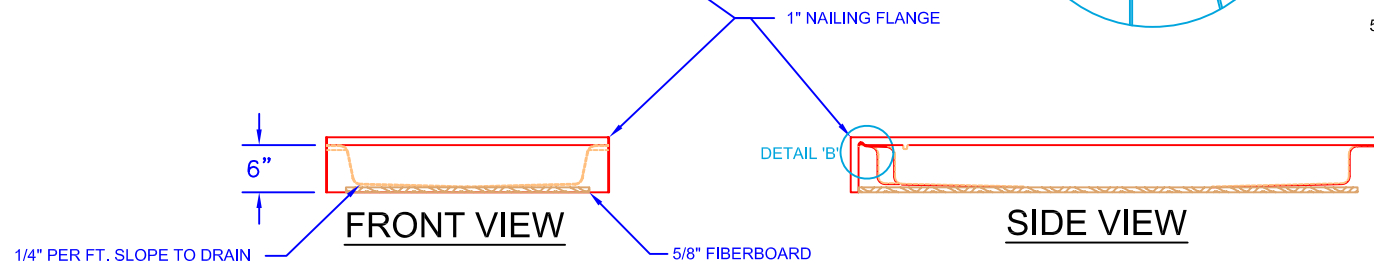 1" NAILING FLANGE
5
DETAIL 'B'
6"
FRONT VIEW
SIDE VIEW
1/4" PER FT. SLOPE TO DRAIN
5/8" FIBERBOARD